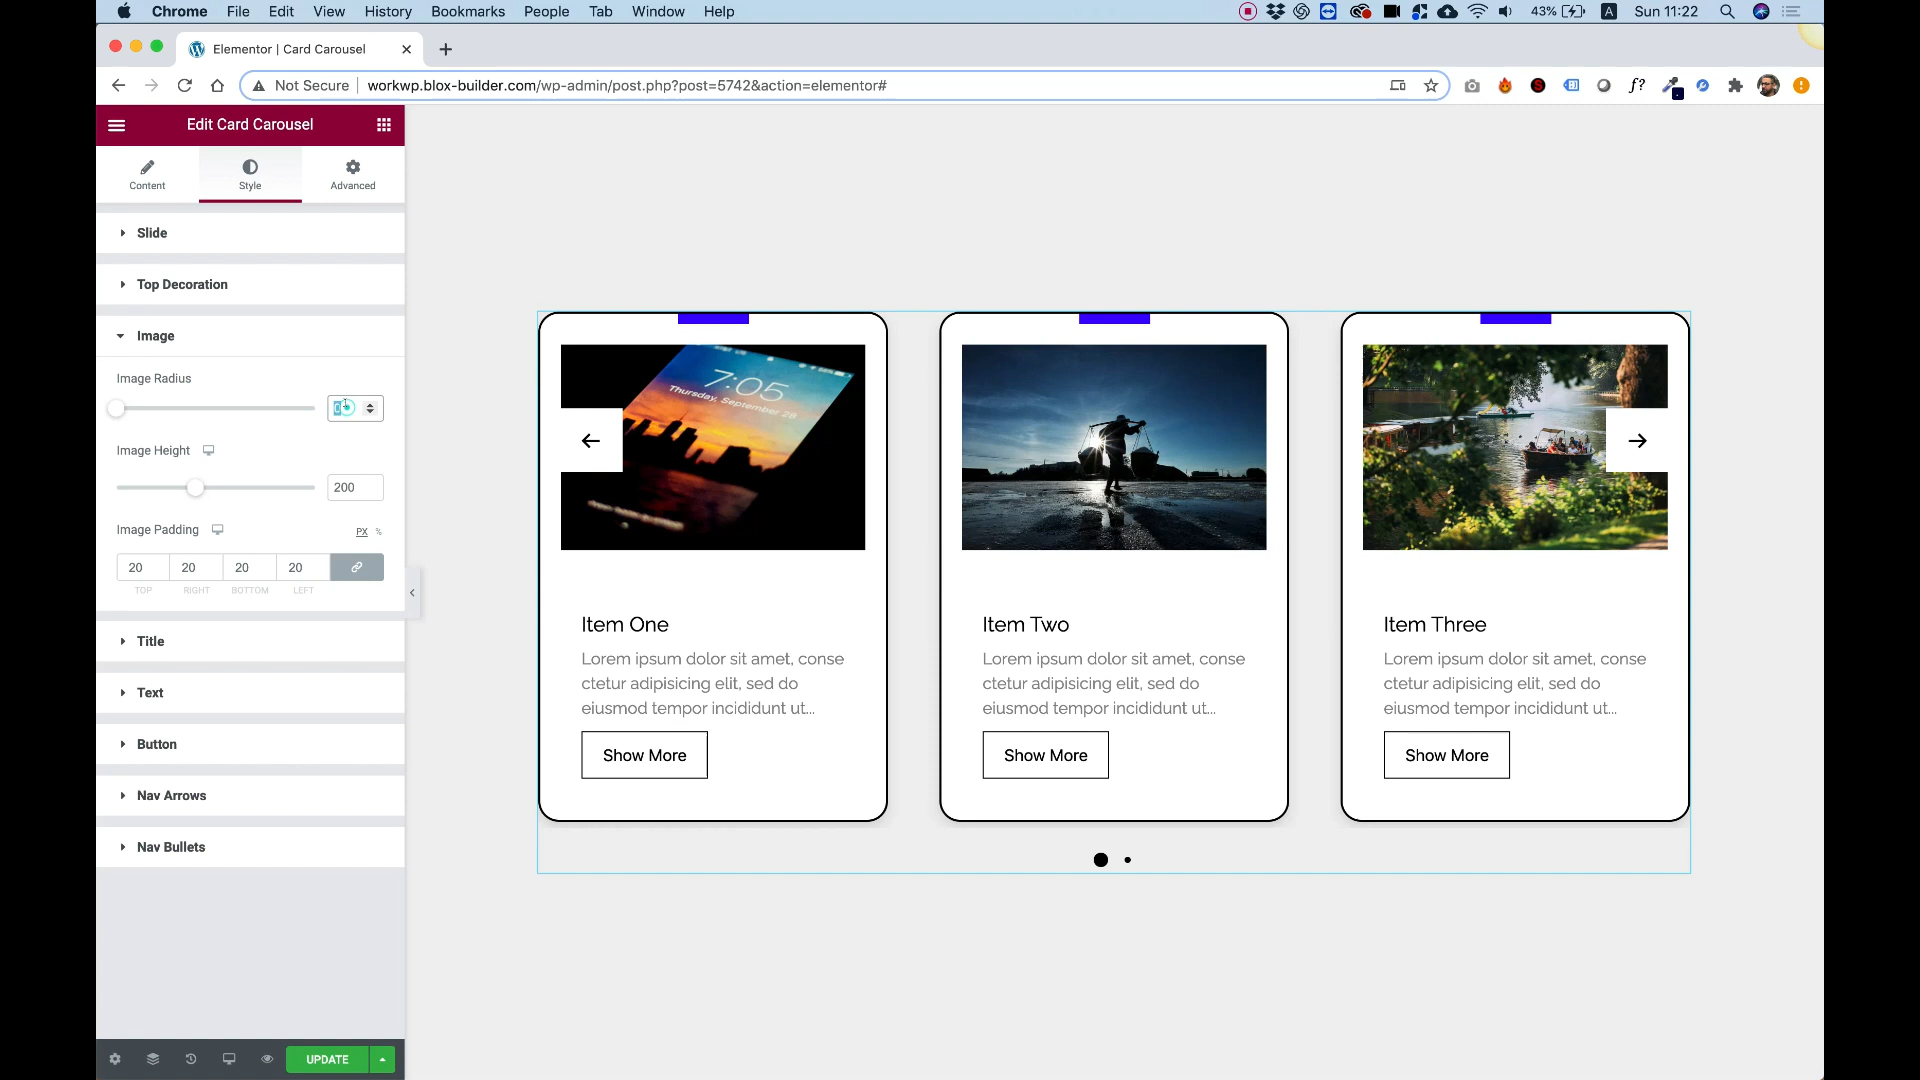 Chrome File Edit View History Bookmarks People Tab Window Help 43% A Sun 11:22
Elementor | Card Carousel
Not Secure workwp.blox-builder.com/wp-admin/post.php?post=5742&action=elementor#
f?
Edit Card Carousel
Content Style Advanced
Slide
Top Decoration
Image
Image Radius
Image Height
200
Image Padding PX %
20 20 20 20
TOP RIGHT BOTTOM LEFT
Title
Text
Button
Nav Arrows
Nav Bullets
UPDATE
7:05
Thursday, September 28
Item One
Lorem ipsum dolor sit amet, conse
ctetur adipisicing elit, sed do
eiusmod tempor incididunt ut...
Show More
Item Two
Lorem ipsum dolor sit amet, conse
ctetur adipisicing elit, sed do
eiusmod tempor incididunt ut...
Show More
Item Three
Lorem ipsum dolor sit amet, conse
ctetur adipisicing elit, sed do
eiusmod tempor incididunt ut...
Show More